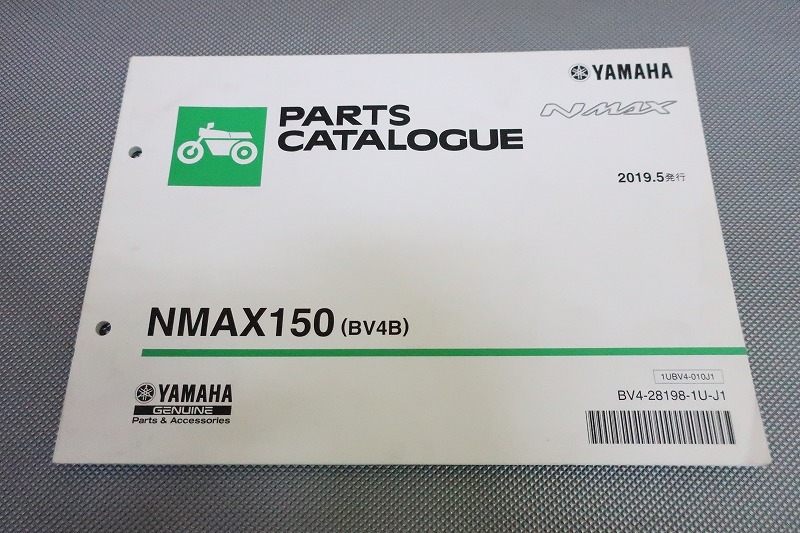 YAMAHA
NMAX
PARTS
CATALOGUE
2019.5発行
NMAX150 (BV4B)
1UBV4-010J1
BV4-28198-1U-J1
YAMAHA
GENUINE
Parts & Accessories